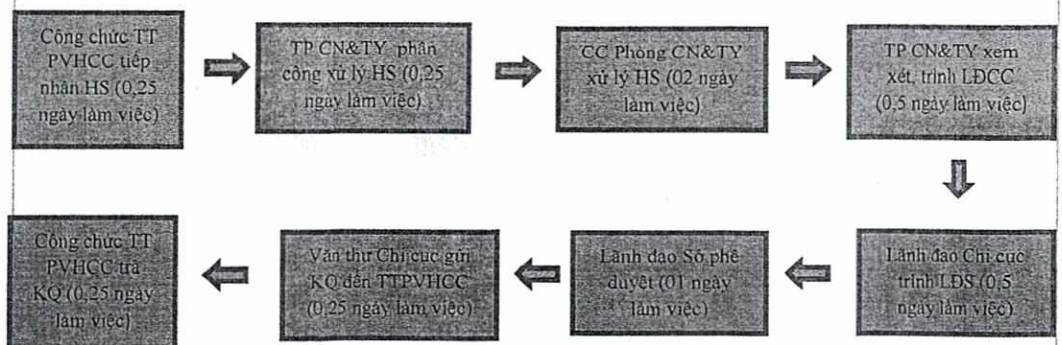 Công chức TT
PVHCC tiếp
nhận HS (0,25
ngày làm việc)
TP CN&TY phân
công xử lý HS (0,25
ngày làm việc)
CC Phòng CN&TY
xử lý HS (02 ngày
làm việc)
TP CN&TY xem
xét, trình LĐCC
(0,5 ngày làm việc)
Lãnh đạo Chi cục
trình LĐS (0,5
ngày làm việc)
Lãnh đạo Sở phê
duyệt (01 ngày
làm việc)
Văn thư Chi cục gửi
KQ đến TTPVHCC
(0,25 ngày làm việc)
Công chức TT
PVHCC trả
KQ (0,25 ngày
làm việc)